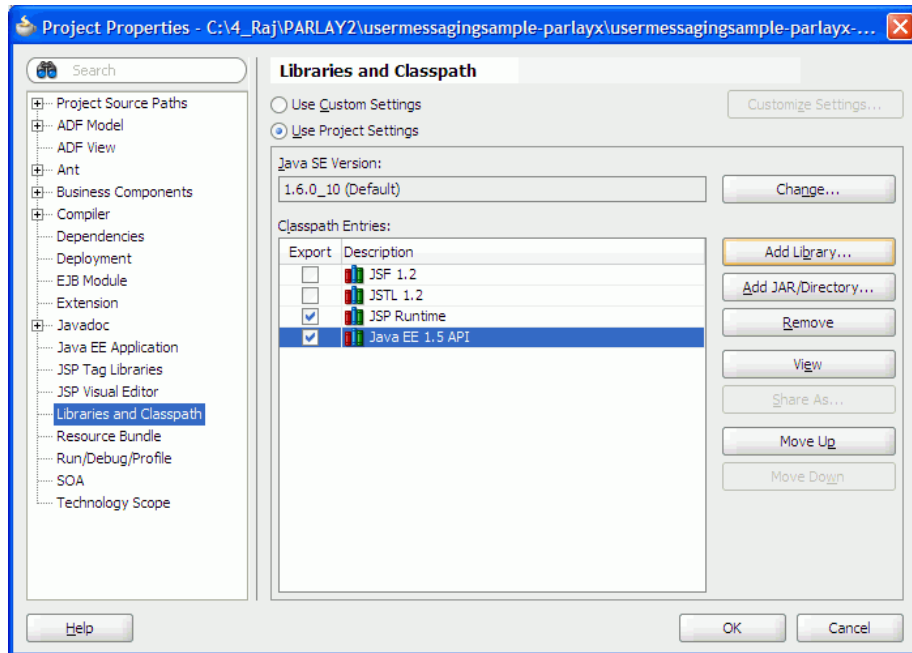 Project Properties - C:\4_Raj\PARLAY2\usermessagingsample-parlayx\usermessagingsample-parlayx-...
Search
Project Source Paths
ADF Model
ADF View
Ant
Business Components
Compiler
Dependencies
Deployment
EJB Module
Extension
Javadoc
Java EE Application
JSP Tag Libraries
JSP Visual Editor
Libraries and Classpath
Resource Bundle
Run/Debug/Profile
SOA
Technology Scope
Libraries and Classpath
Use Custom Settings
Customize Settings...
Use Project Settings
Java SE Version:
1.6.0_10 (Default)
Change...
Classpath Entries:
Export Description
JSF 1.2
JSTL 1.2
JSP Runtime
Java EE 1.5 API
Add Library...
Add JAR/Directory...
Remove
View
Share As...
Move Up
Move Down
Help
OK
Cancel